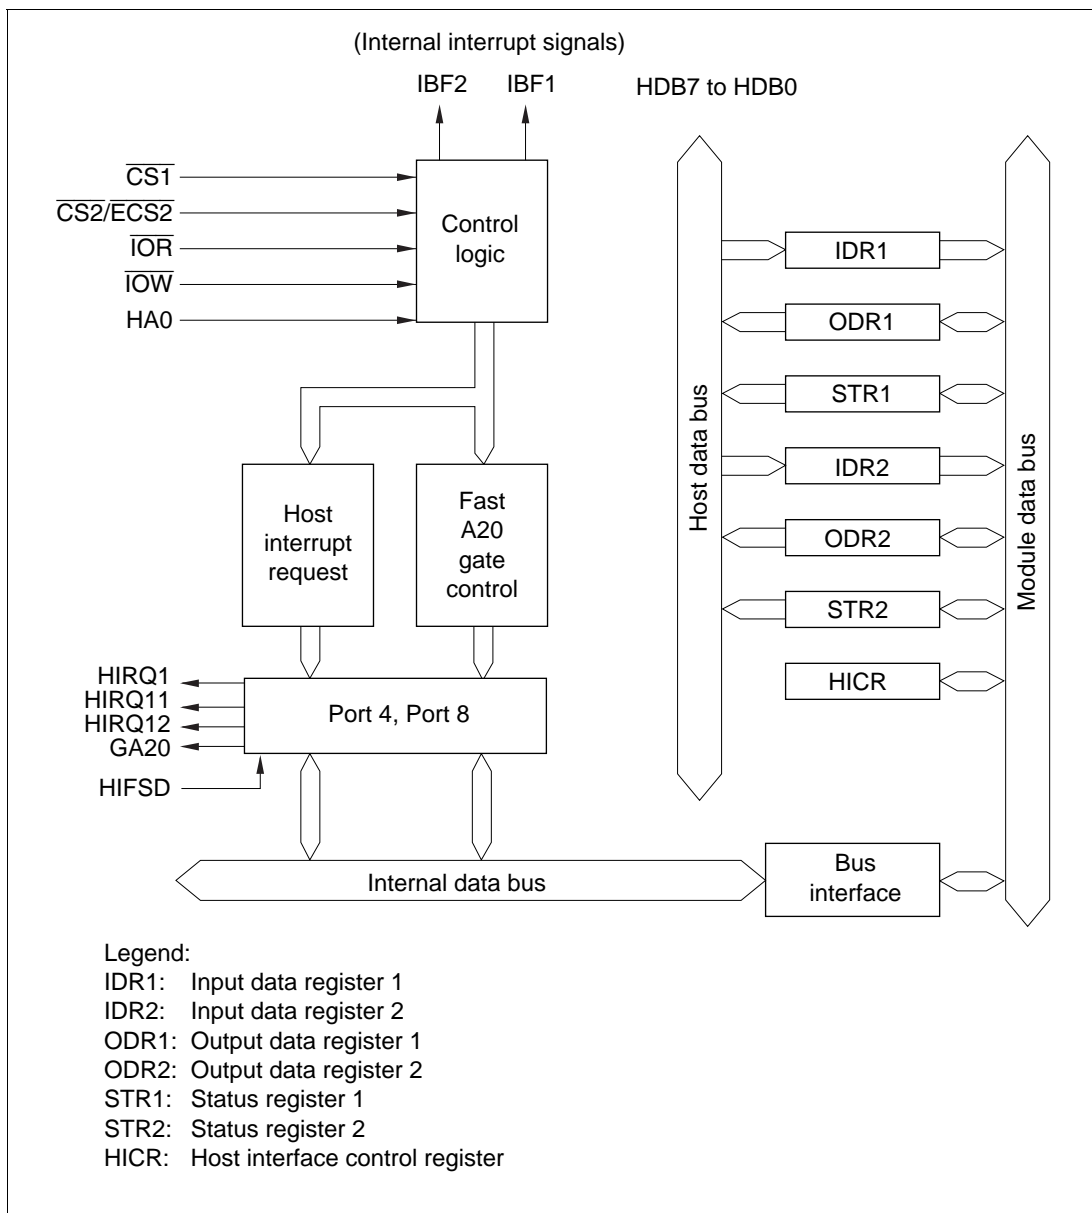 (Internal interrupt signals)
IBF2 IBF1 HDB7 to HDB0
CS1
CS2/ECS2
IOR
IOW
HA0
Control
logic
IDR1
ODR1
STR1
IDR2
ODR2
STR2
HICR
Host data bus
Module data bus
Host
interrupt
request
Fast
A20
gate
control
HIRQ1
HIRQ11
HIRQ12
GA20
HIFSD
Port 4, Port 8
Internal data bus
Bus
interface
Legend:
IDR1: Input data register 1
IDR2: Input data register 2
ODR1: Output data register 1
ODR2: Output data register 2
STR1: Status register 1
STR2: Status register 2
HICR: Host interface control register